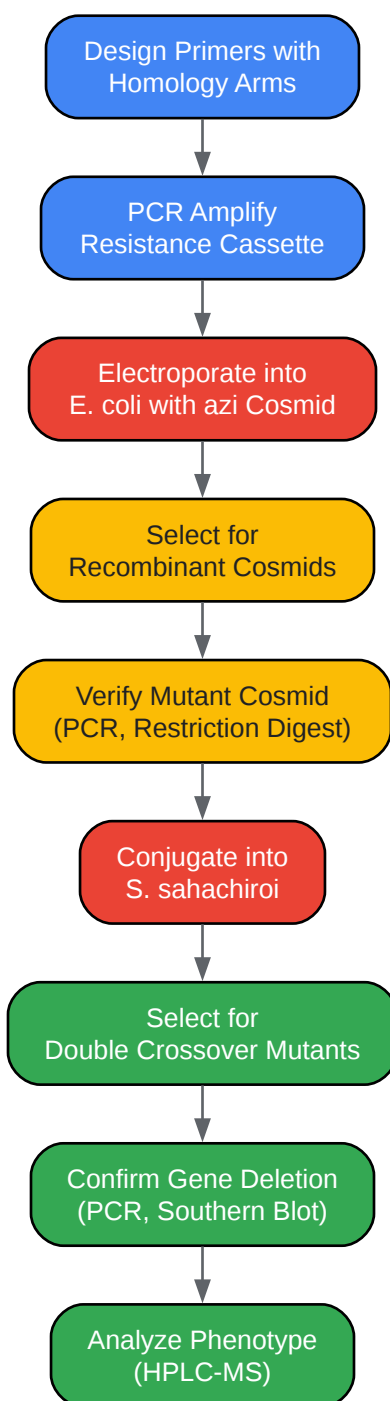 Design Primers with
Homology Arms
PCR Amplify
Resistance Cassette
Electroporate into
E. coli with azi Cosmid
Select for
Recombinant Cosmids
Verify Mutant Cosmid
(PCR, Restriction Digest)
Conjugate into
S. sahachiroi
Select for
Double Crossover Mutants
Confirm Gene Deletion
(PCR, Southern Blot)
Analyze Phenotype
(HPLC-MS)